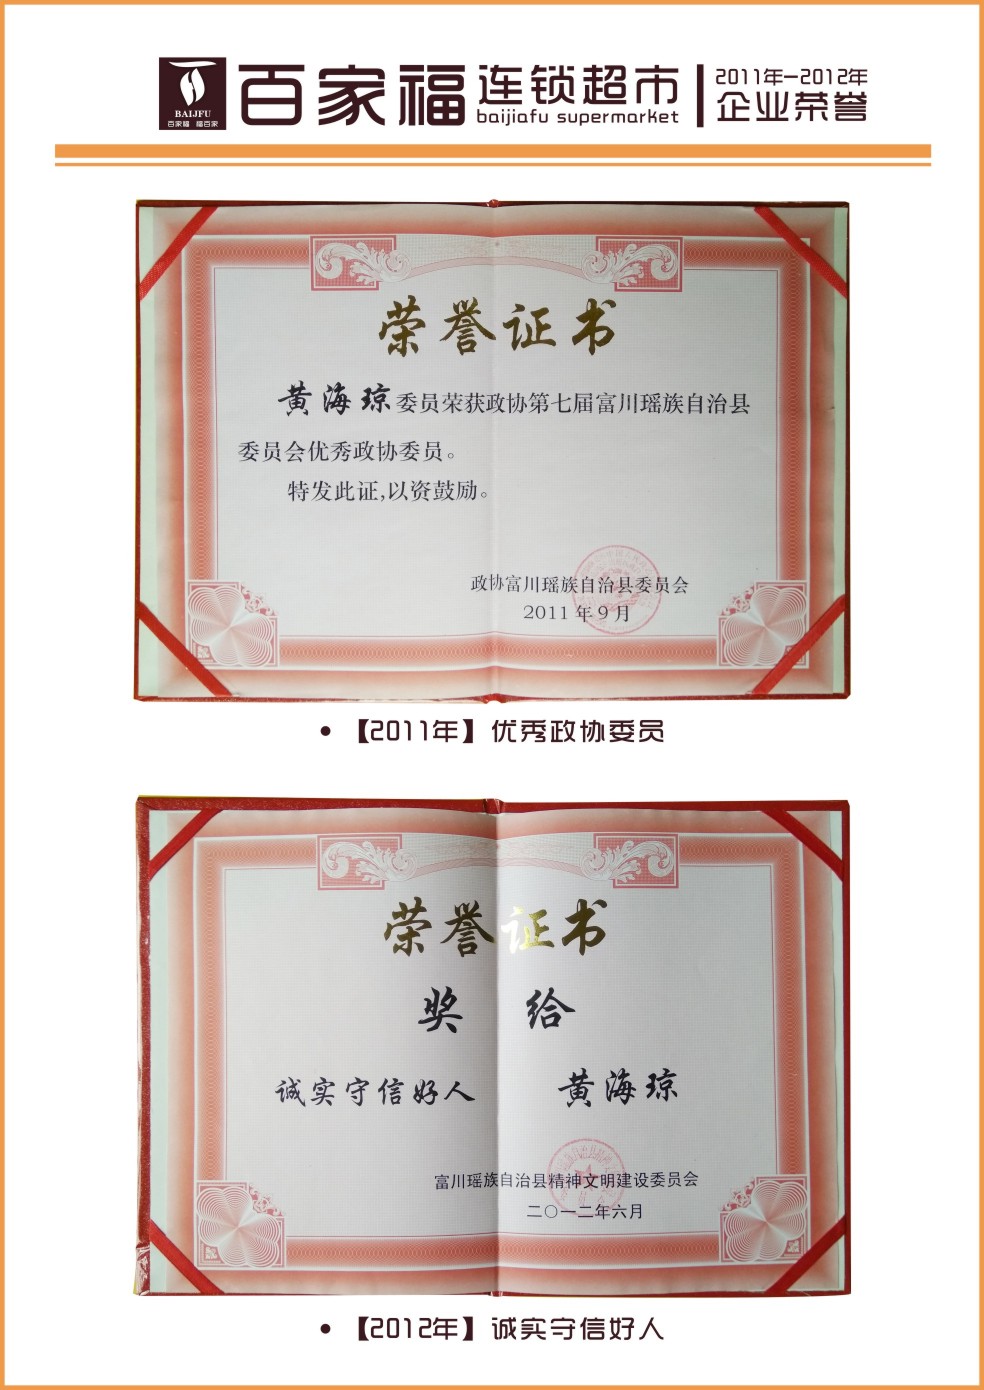 BAIJFU
百家福 福百家
百家福
连锁超市
baijiafu supermarket
2011年-2012年
企业荣誉
荣誉证书
黄海琼委员荣获政协第七届富川瑶族自治县
委员会优秀政协委员。
特发此证,以资鼓励。
政协富川瑶族自治县委员会
2011年9月
•【2011年】优秀政协委员
荣誉证书
奖 给
诚实守信好人 黄海琼
富川瑶族自治县精神文明建设委员会
二〇一二年六月
•【2012年】诚实守信好人